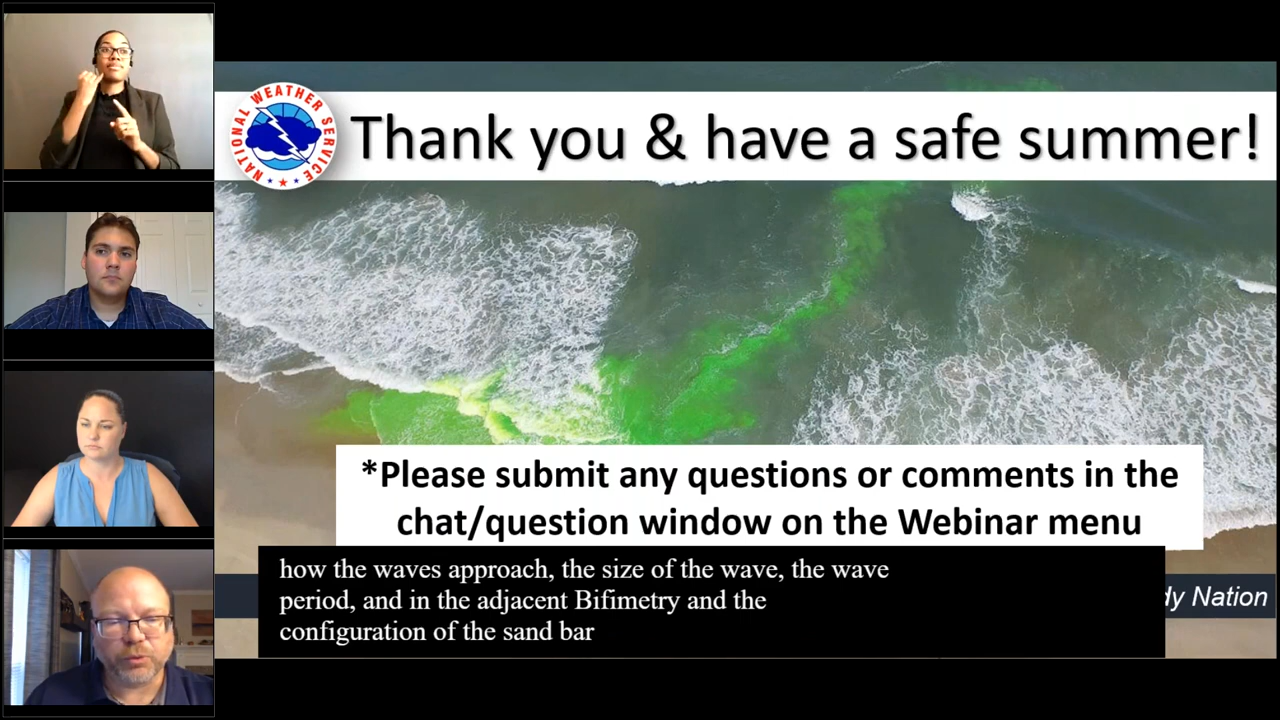 NATIONAL WEATHER SERVICE
Thank you & have a safe summer!
*Please submit any questions or comments in the
chat/question window on the Webinar menu
how the waves approach, the size of the wave, the wave
period, and in the adjacent Bifimetry and the
configuration of the sand bar
dy Nation